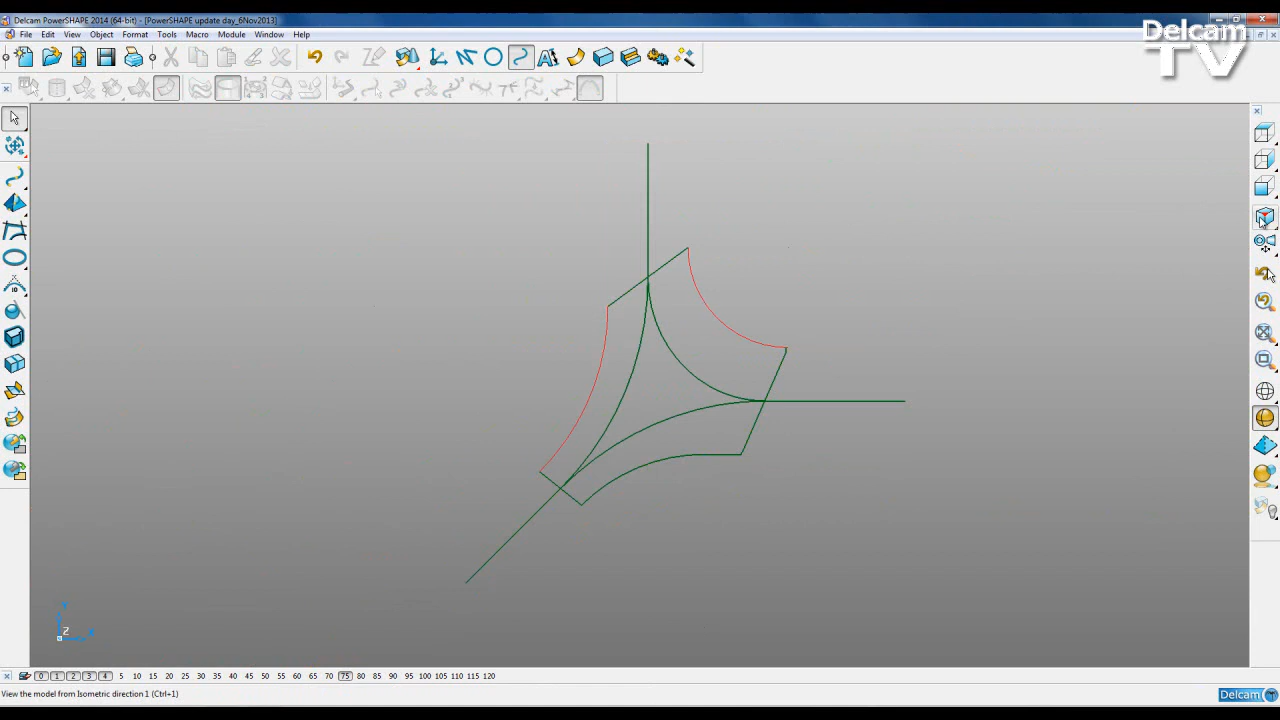 Delcam PowerSHAPE 2014 (64-bit) - [PowerSHAPE update day_6Nov2013]
File Edit View Object Format Tools Macro Module Window Help
Delcam
TV
Y
Z X
0 1 2 3 4 5 10 15 20 25 30 35 40 45 50 55 60 65 70 75 80 85 90 95 100 105 110 115 120
View the model from Isometric direction 1 (Ctrl+1)
Delcam